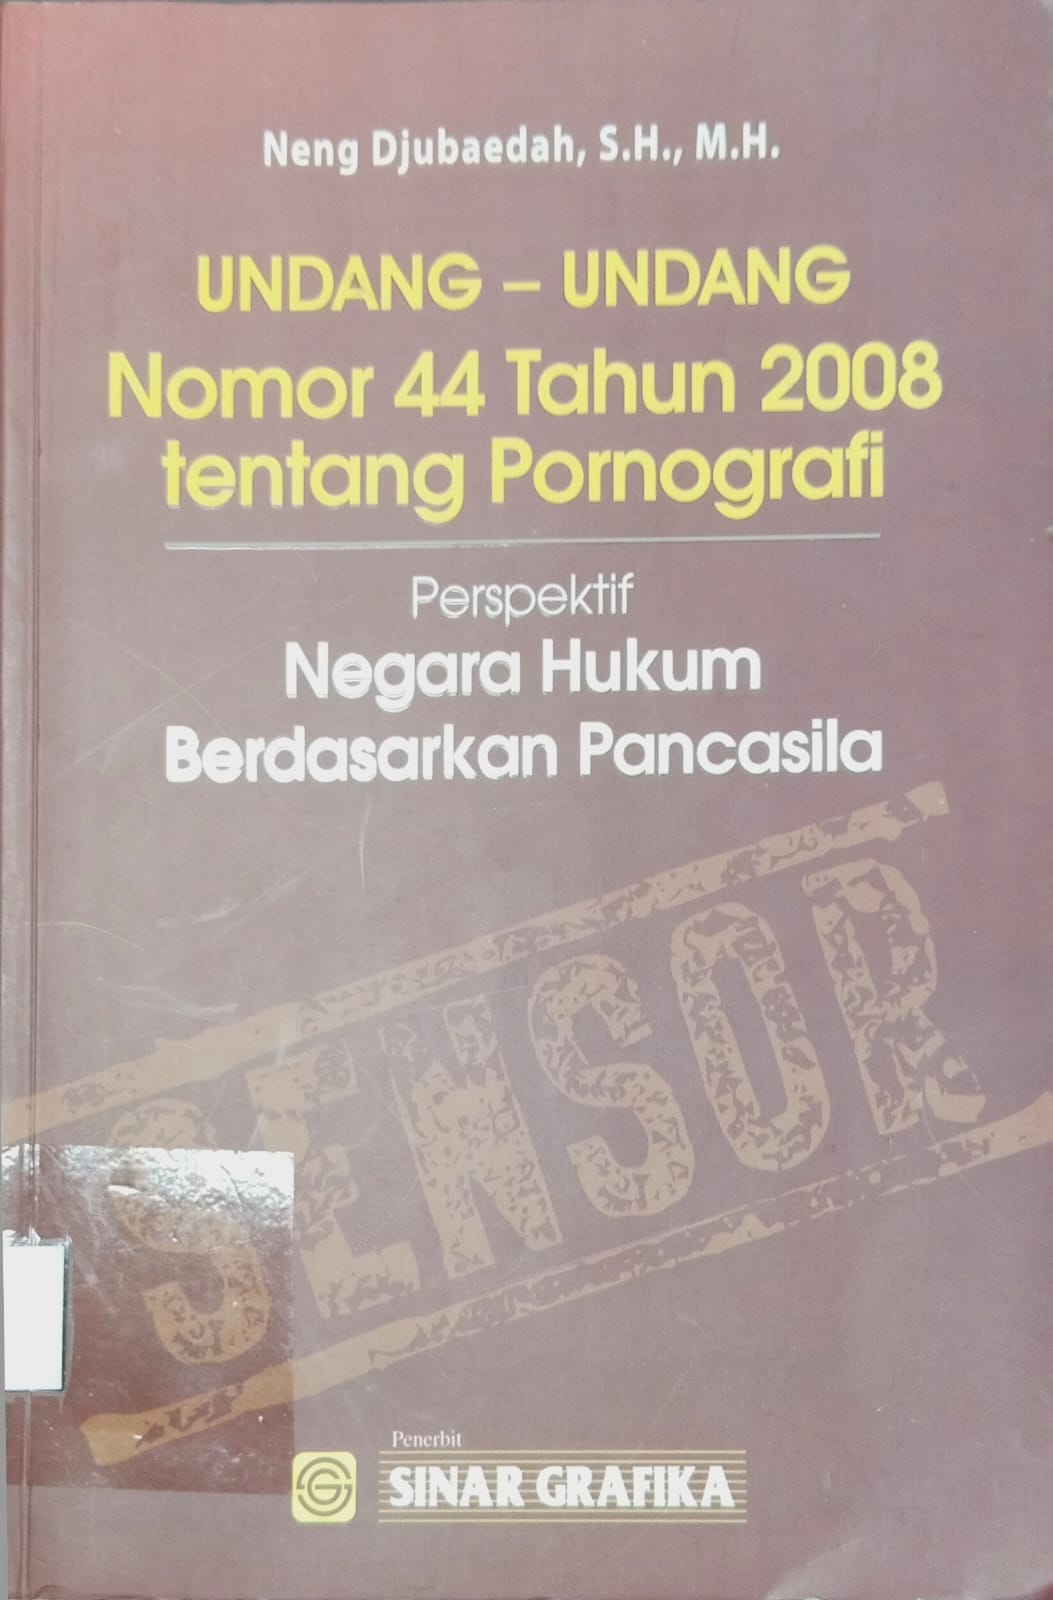 Neng Djubaedah, S.H., M.H.
UNDANG – UNDANG
Nomor 44 Tahun 2008
tentang Pornografi
Perspektif
Negara Hukum
Berdasarkan Pancasila
SENSOR
Penerbit
SINAR GRAFIKA